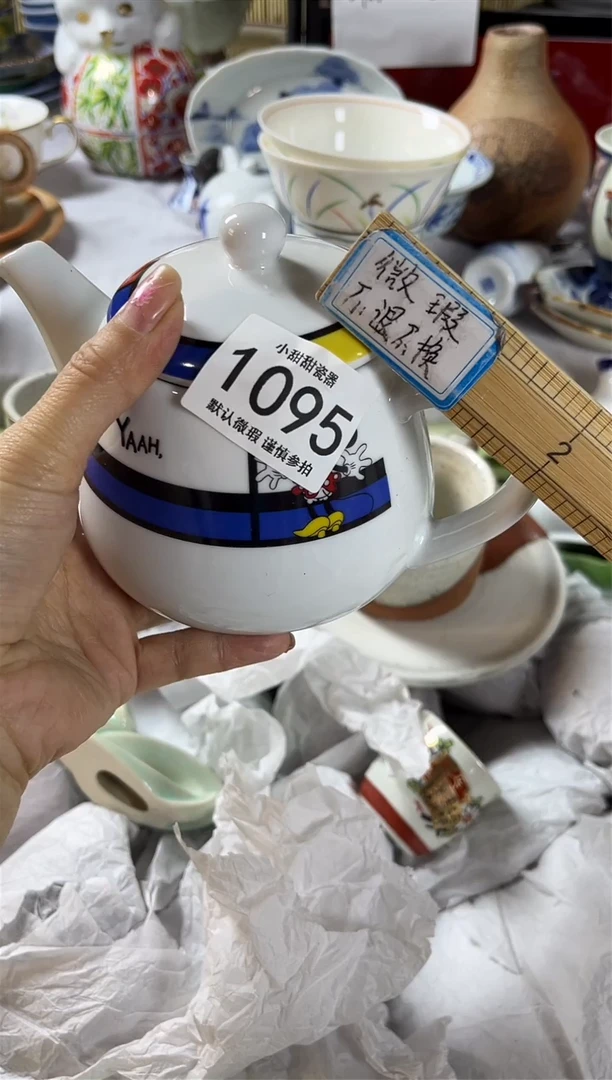 微瑕
不退不换
小甜甜瓷器
1095
默认微瑕 谨慎参拍
YAAH,
2